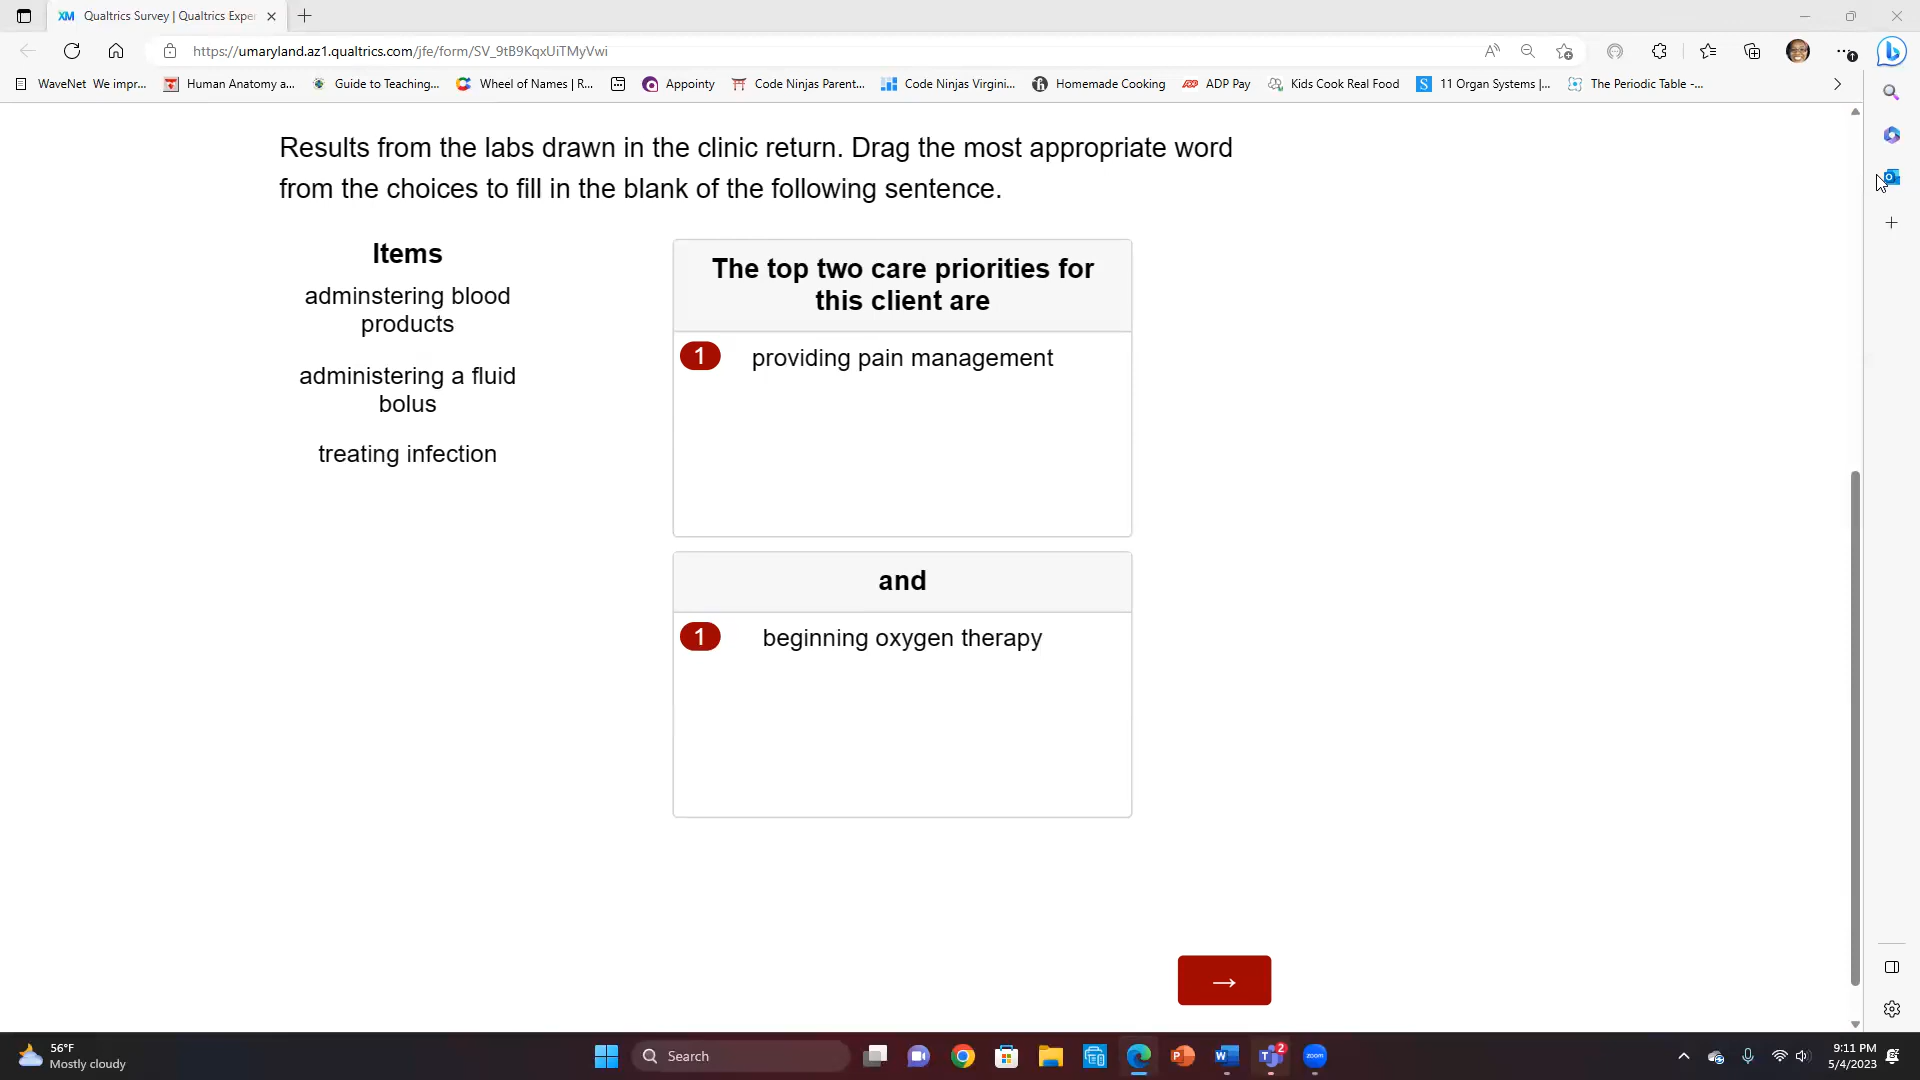 Qualtrics Survey | Qualtrics Expe
https://umaryland.az1.qualtrics.com/jfe/form/SV_9tB9KqxUiTMyVwi
WaveNet We impr... Human Anatomy a... Guide to Teaching... Wheel of Names | R... Appointy Code Ninjas Parent... Code Ninjas Virgini... Homemade Cooking ADP Pay Kids Cook Real Food 11 Organ Systems |... The Periodic Table -...
Results from the labs drawn in the clinic return. Drag the most appropriate word
from the choices to fill in the blank of the following sentence.
Items
adminstering blood
products
administering a fluid
bolus
treating infection
The top two care priorities for
this client are
1 providing pain management
and
1 beginning oxygen therapy
→
56°F
Mostly cloudy
Search
2
zoom
9:11 PM
5/4/2023